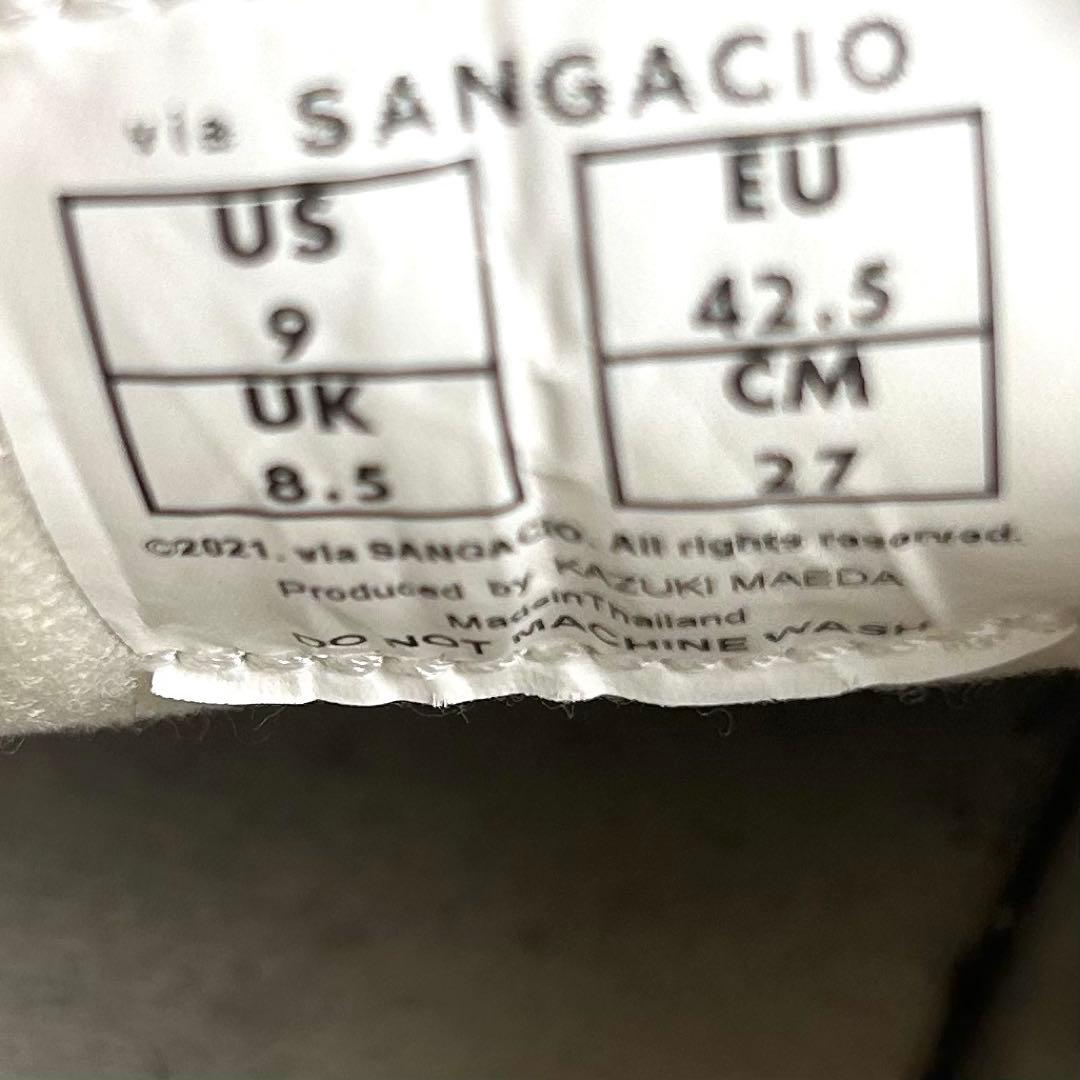 via SANGACIO
US
9
UK
8.5
EU
42.5
CM
27
©2021. via SANGACIO. All rights reserved.
Produced by KAZUKI MAEDA
MadeinThailand
DO NOT MACHINE WASH